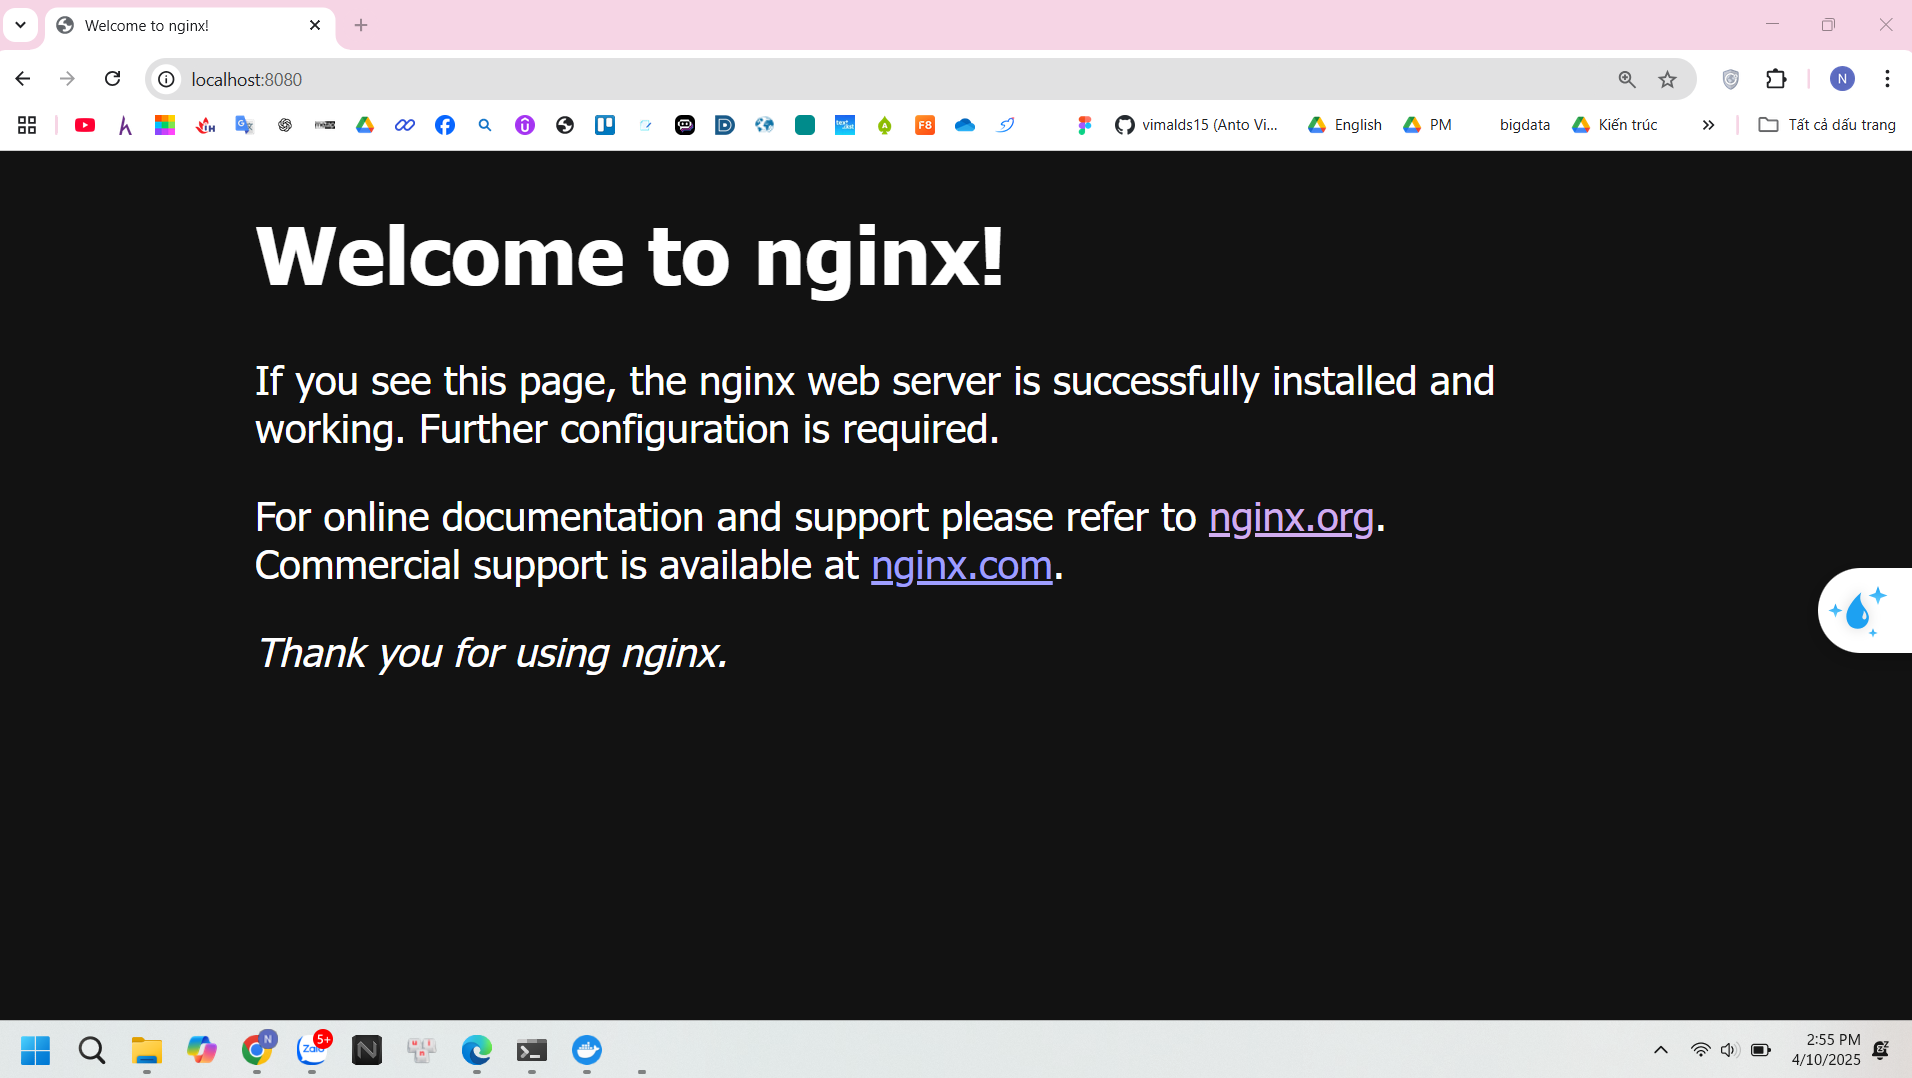 Welcome to nginx!
localhost:8080
N
vimalds15 (Anto Vi...
English
PM
bigdata
Kiến trúc
Tất cả dấu trang
Welcome to nginx!
If you see this page, the nginx web server is successfully installed and
working. Further configuration is required.
For online documentation and support please refer to nginx.org.
Commercial support is available at nginx.com.
Thank you for using nginx.
N
5+
Zalo
N
2:55 PM
4/10/2025